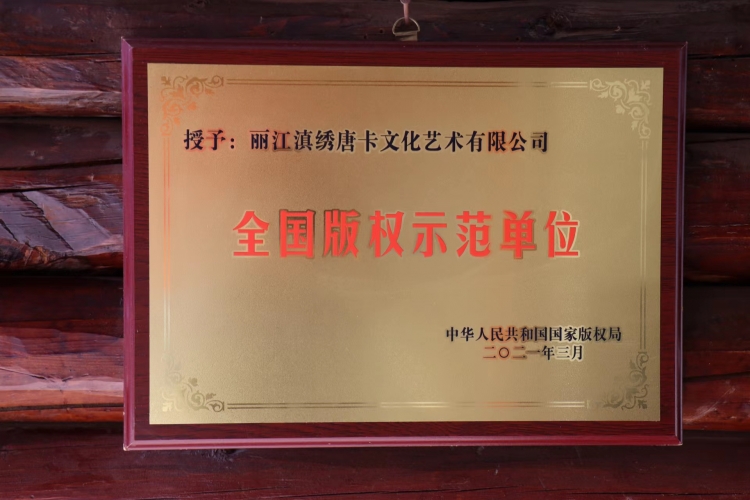 授予：丽江滇绣唐卡文化艺术有限公司
全国版权示范单位
中华人民共和国国家版权局
二〇二一年三月